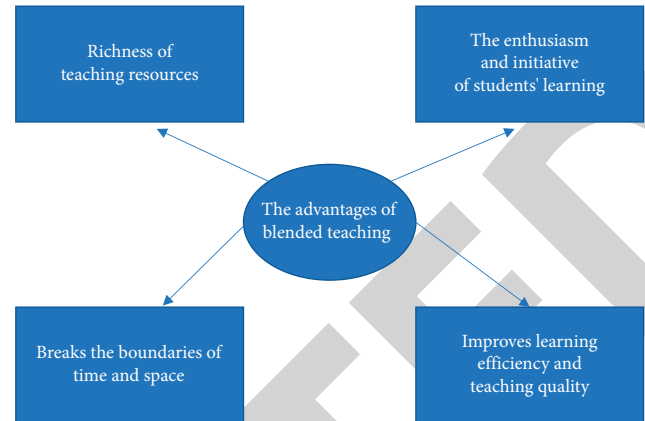 Richness of
teaching resources
The enthusiasm
and initiative
of students' learning
The advantages of
blended teaching
Breaks the boundaries of
time and space
Improves learning
efficiency and
teaching quality